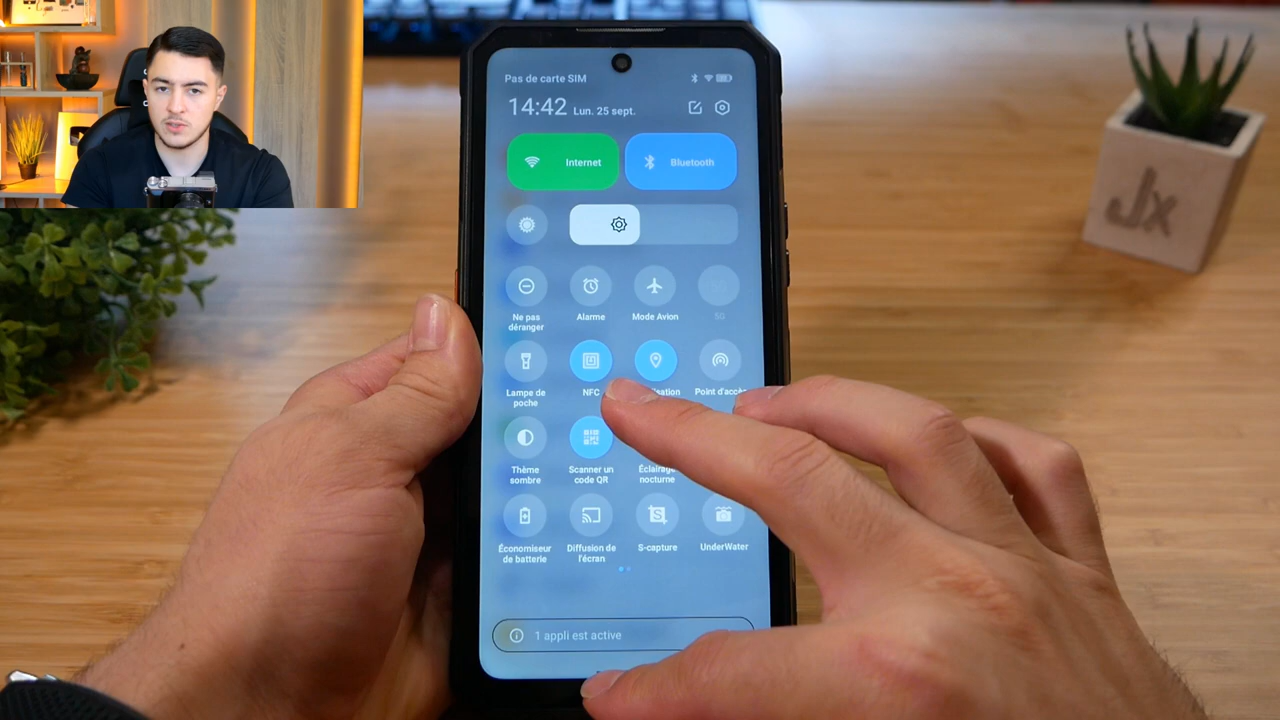 Pas de carte SIM
14:42 Lun. 25 sept.
Internet
Bluetooth
Ne pas
déranger
Alarme
Mode Avion
5G
Lampe de
poche
NFC
Point d'accès
Thème
sombre
Scanner un
code QR
Éclairage
nocturne
Économiseur
de batterie
Diffusion de
l'écran
S-capture
UnderWater
1 appli est active
Jx